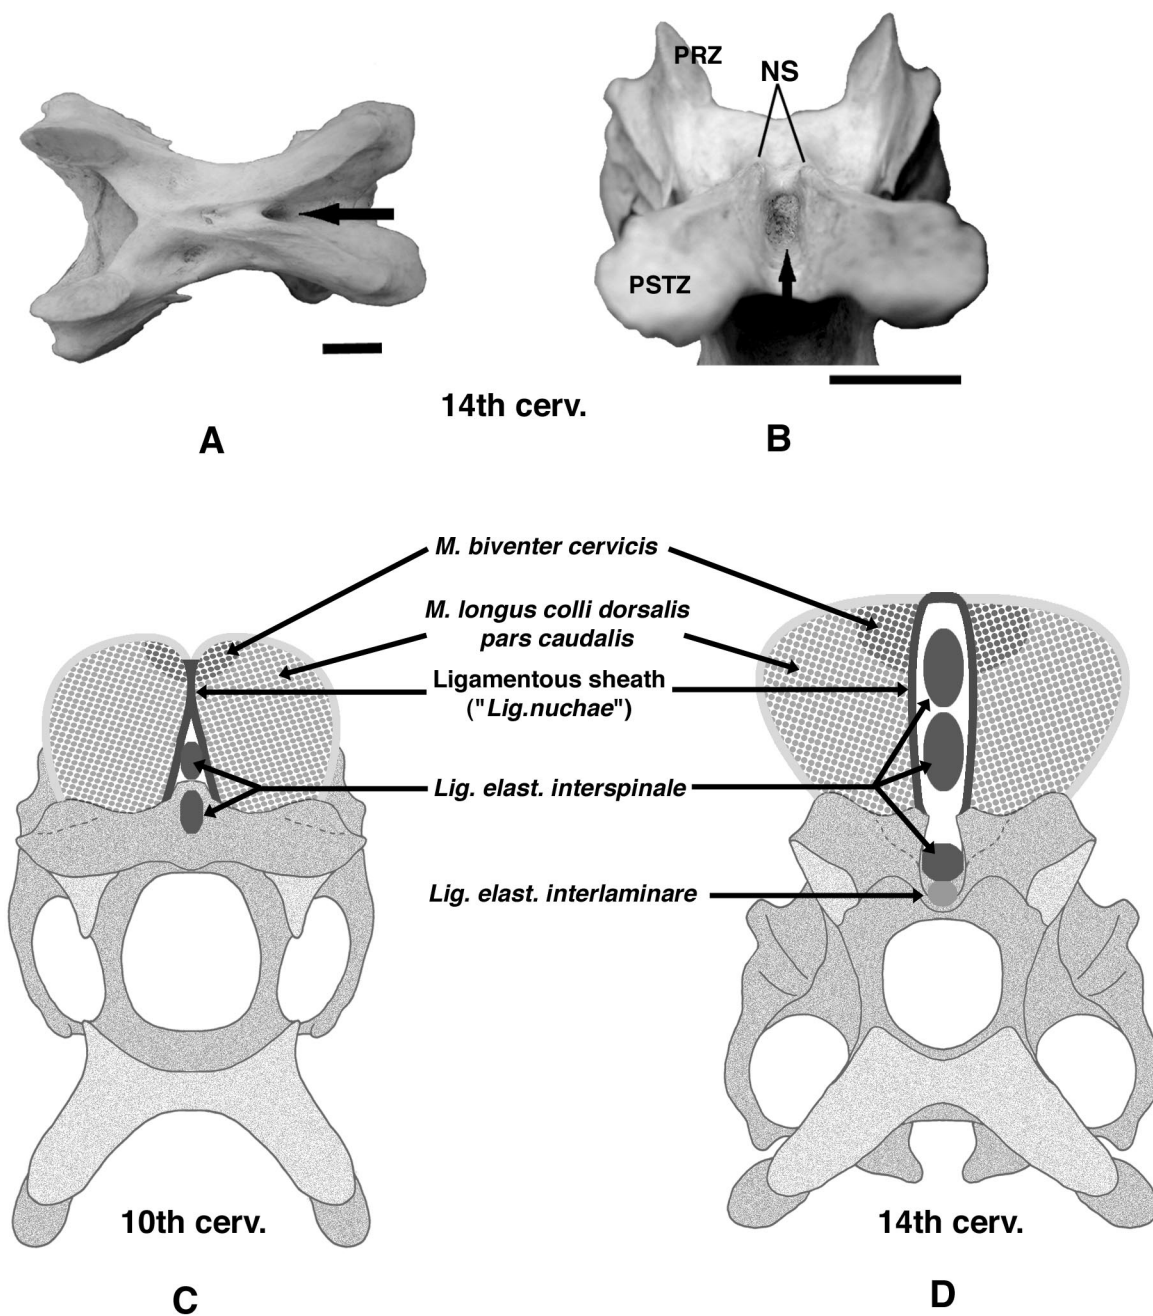 PRZ
NS
PSTZ
14th cerv.
A
B
M. biventer cervicis
M. longus colli dorsalis
pars caudalis
Ligamentous sheath
("Lig.nuchae")
Lig. elast. interspinale
Lig. elast. interlaminare
10th cerv.
14th cerv.
C
D